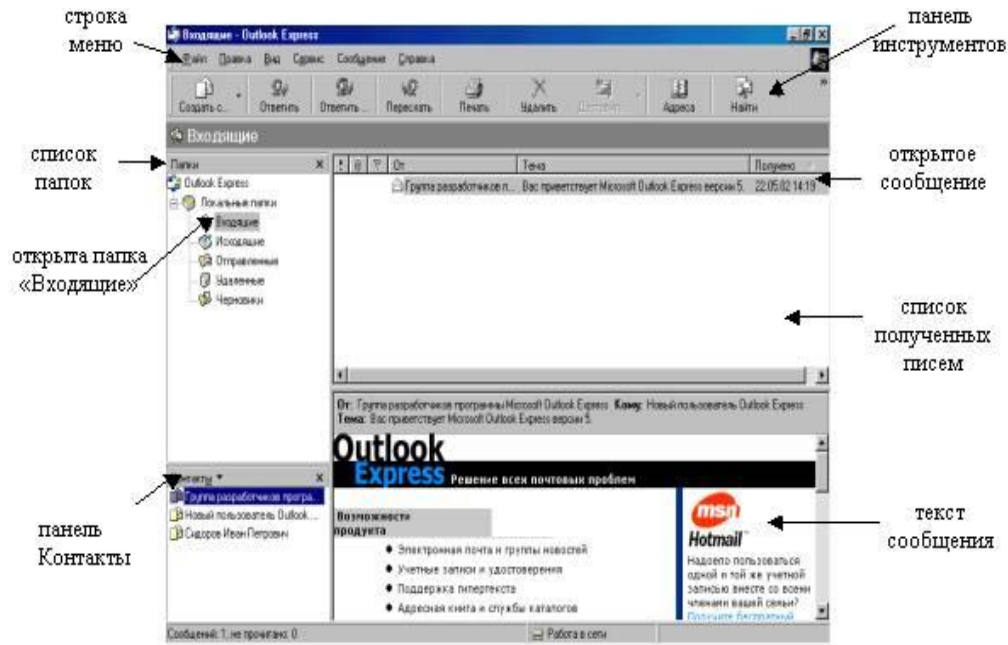 строка
меню
панель
инструментов
Входящие - Outlook Express
Файл Правка Вид Сервис Сообщение Справка
Создать с... Ответить Ответить ... Переслать Печать Удалить Адреса Найти
»
Входящие
список
папок
Папки x
! От Тема Получено
открытое
сообщение
Outlook Express
Группа разработчиков п... Вас приветствует Microsoft Outlook Express версии 5. 22.05.02 14:19
Локальные папки
Входящие
Исходящие
Отправленные
Удаленные
Черновики
открыта папка
«Входящие»
список
полученных
писем
От: Группа разработчиков программы Microsoft Outlook Express Кому: Новый пользователь Outlook Express
Тема: Вас приветствует Microsoft Outlook Express версии 5.
Outlook
Express Решение всех почтовых проблем
Контакты x
Группа разработчиков програ...
Новый пользователь Outlook...
Сидоров Иван Петрович
панель
Контакты
Возможности
продукта
● Электронная почта и группы новостей
● Учетные записи и удостоверения
● Поддержка гипертекста
● Адресная книга и службы каталогов
msn
Hotmail
Надоело пользоваться
одной и той же учетной
записью вместе со всеми
членами вашей семьи?
Получите бесплатный
текст
сообщения
Сообщений: 1, не прочитано: 0 Работа в сети